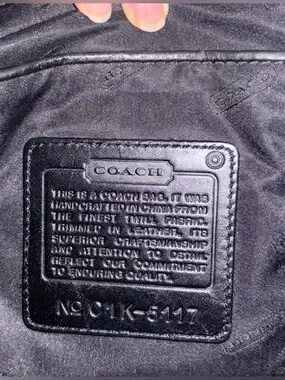 COACH
THIS IS A COACH BAG. IT WAS
HANDCRAFTED IN CHINA FROM
THE FINEST TWILL FABRIC,
TRIMMED IN LEATHER. ITS
SUPERIOR CRAFTSMANSHIP
AND ATTENTION TO DETAIL
REFLECT OUR COMMITMENT
TO ENDURING QUALITY.
No C1K-5117